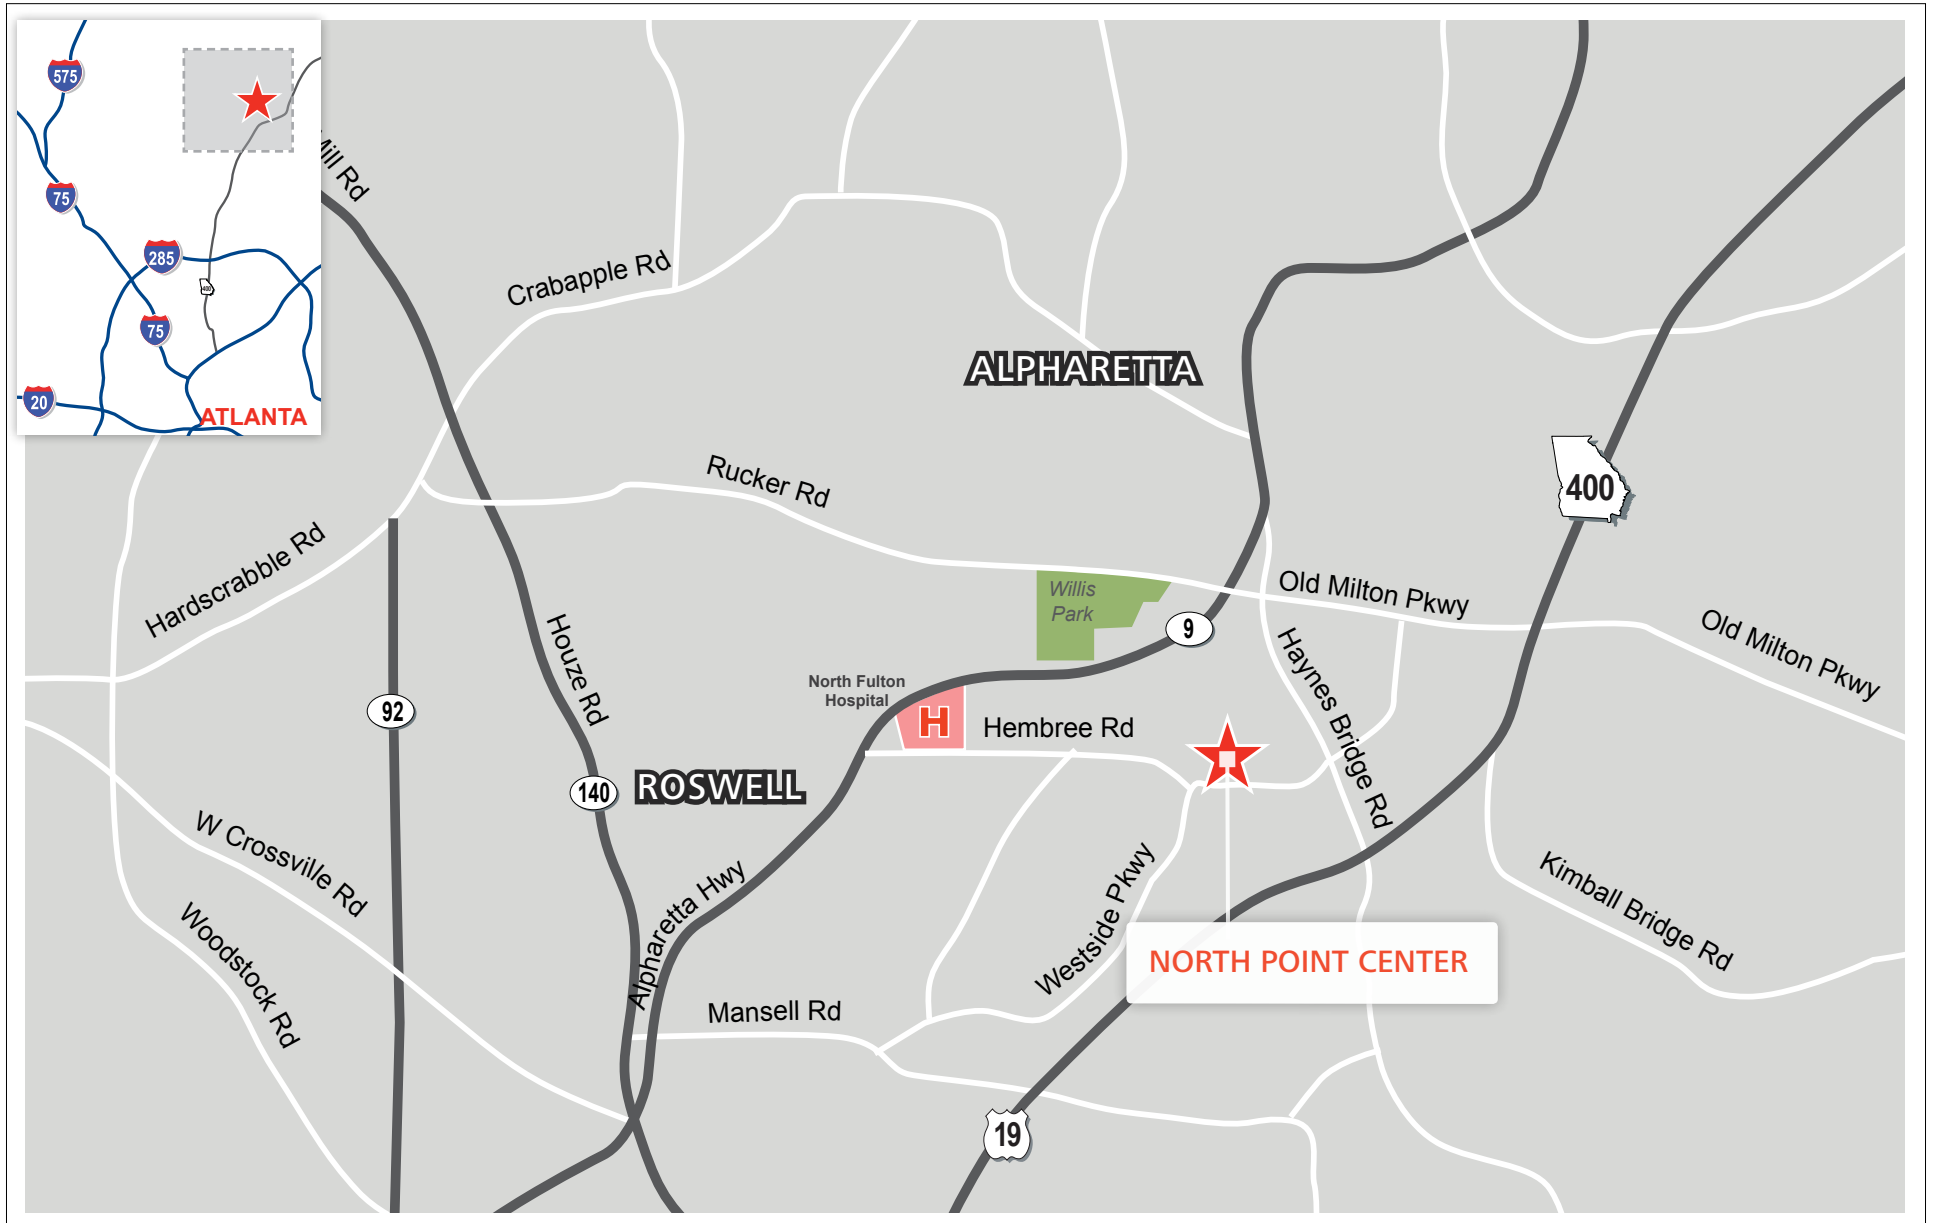 575
75
285
400
75
20
ATLANTA
Mill Rd
Crabapple Rd
ALPHARETTA
Rucker Rd
400
Hardscrabble Rd
Willis
Park
Old Milton Pkwy
Old Milton Pkwy
9
Houze Rd
Haynes Bridge Rd
North Fulton
Hospital
H
Hembree Rd
92
140
ROSWELL
W Crossville Rd
Alpharetta Hwy
Westside Pkwy
Kimball Bridge Rd
Woodstock Rd
NORTH POINT CENTER
Mansell Rd
19